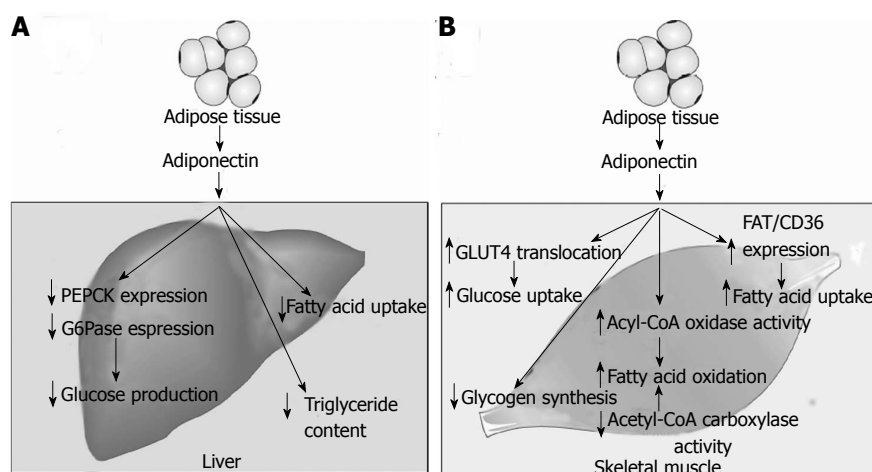 A
Adipose tissue
Adiponectin
PEPCK expression
G6Pase espression
Glucose production
Fatty acid uptake
Triglyceride
content
Liver
B
Adipose tissue
Adiponectin
GLUT4 translocation
Glucose uptake
FAT/CD36
expression
Fatty acid uptake
Acyl-CoA oxidase activity
Fatty acid oxidation
Glycogen synthesis
Acetyl-CoA carboxylase
activity
Skeletal muscle